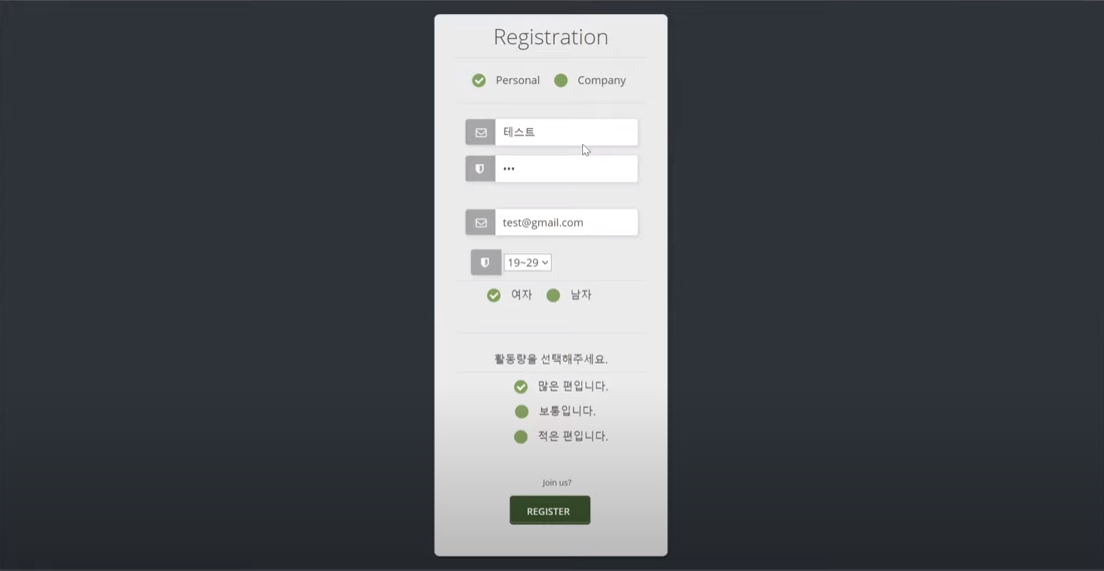 Registration
Personal Company
테스트
•••
test@gmail.com
19~29
여자 남자
활동량을 선택해주세요.
많은 편입니다.
보통입니다.
적은 편입니다.
Join us?
REGISTER